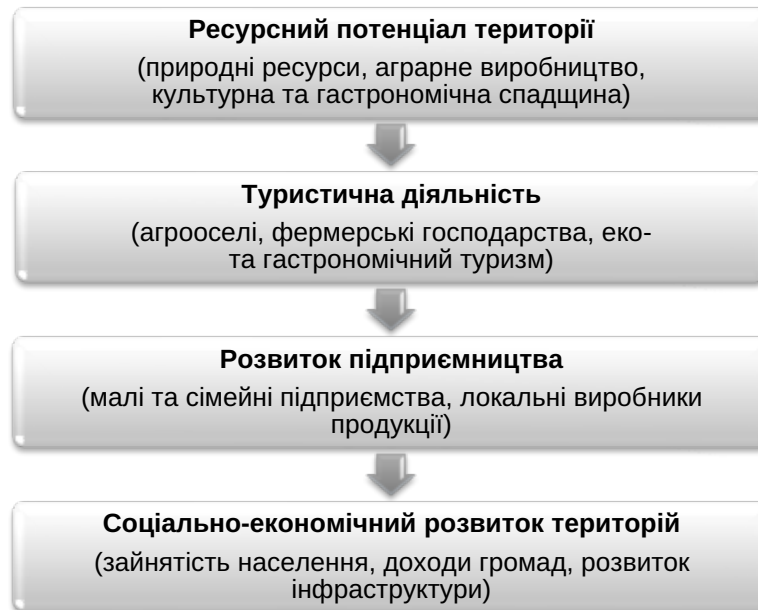 Ресурсний потенціал території
(природні ресурси, аграрне виробництво,
культурна та гастрономічна спадщина)
Туристична діяльність
(агрооселі, фермерські господарства, еко-
та гастрономічний туризм)
Розвиток підприємництва
(малі та сімейні підприємства, локальні виробники
продукції)
Соціально-економічний розвиток територій
(зайнятість населення, доходи громад, розвиток
інфраструктури)